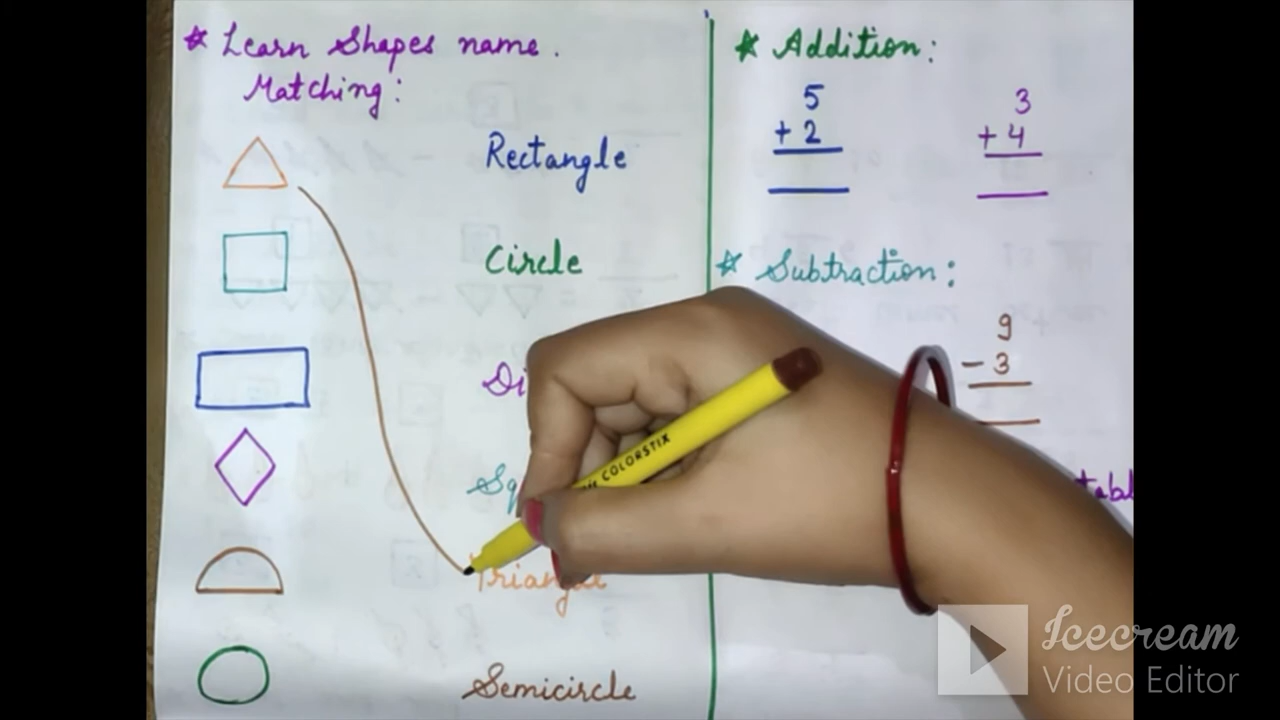 * Learn Shapes name.
Matching:
Rectangle
Circle
Semicircle
* Addition:
5
+ 2
3
+ 4
* Subtraction:
9
- 3
COLORSTIX
Icecream
Video Editor